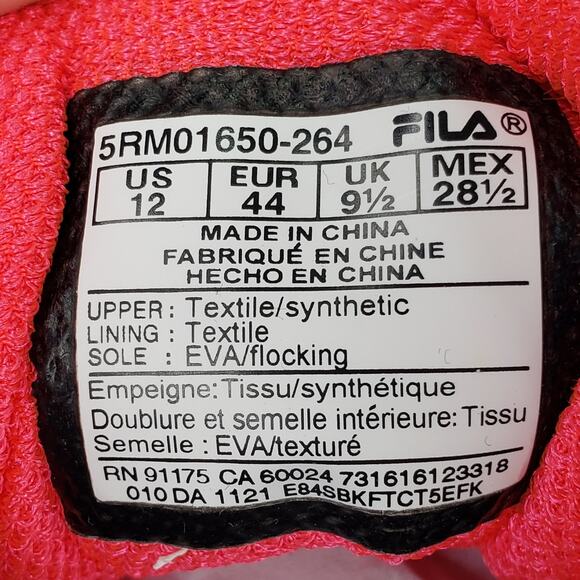 5RM01650-264 FILA®
US EUR UK MEX
12 44 9½ 28½
MADE IN CHINA
FABRIQUÉ EN CHINE
HECHO EN CHINA
UPPER : Textile/synthetic
LINING : Textile
SOLE : EVA/flocking
Empeigne: Tissu/synthétique
Doublure et semelle intérieure: Tissu
Semelle : EVA/texturé
RN 91175 CA 60024 731616123318
010 DA 1121 E84SBKFTCT5EFK